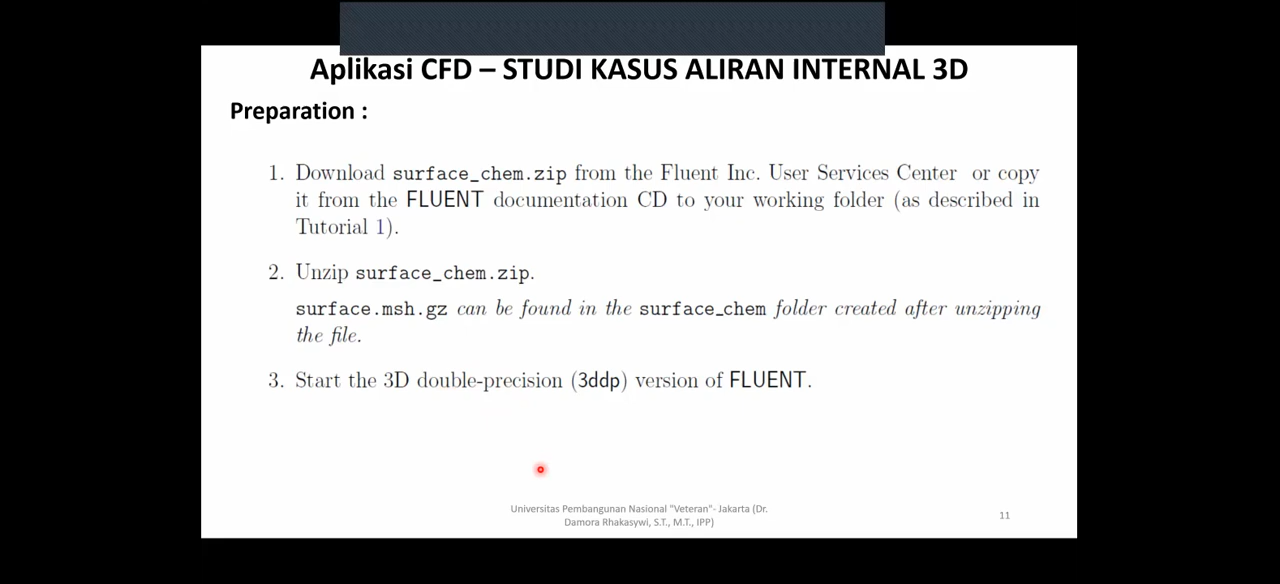 Aplikasi CFD – STUDI KASUS ALIRAN INTERNAL 3D
Preparation :
1. Download surface_chem.zip from the Fluent Inc. User Services Center or copy
it from the FLUENT documentation CD to your working folder (as described in
Tutorial 1).
2. Unzip surface_chem.zip.
surface.msh.gz can be found in the surface_chem folder created after unzipping
the file.
3. Start the 3D double-precision (3ddp) version of FLUENT.
Universitas Pembangunan Nasional "Veteran"- Jakarta (Dr.
Damora Rhakasywi, S.T., M.T., IPP)
11